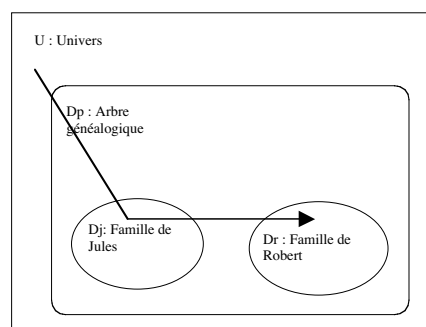 U : Univers
Dp : Arbre
généalogique
Dj: Famille de
Jules
Dr : Famille de
Robert